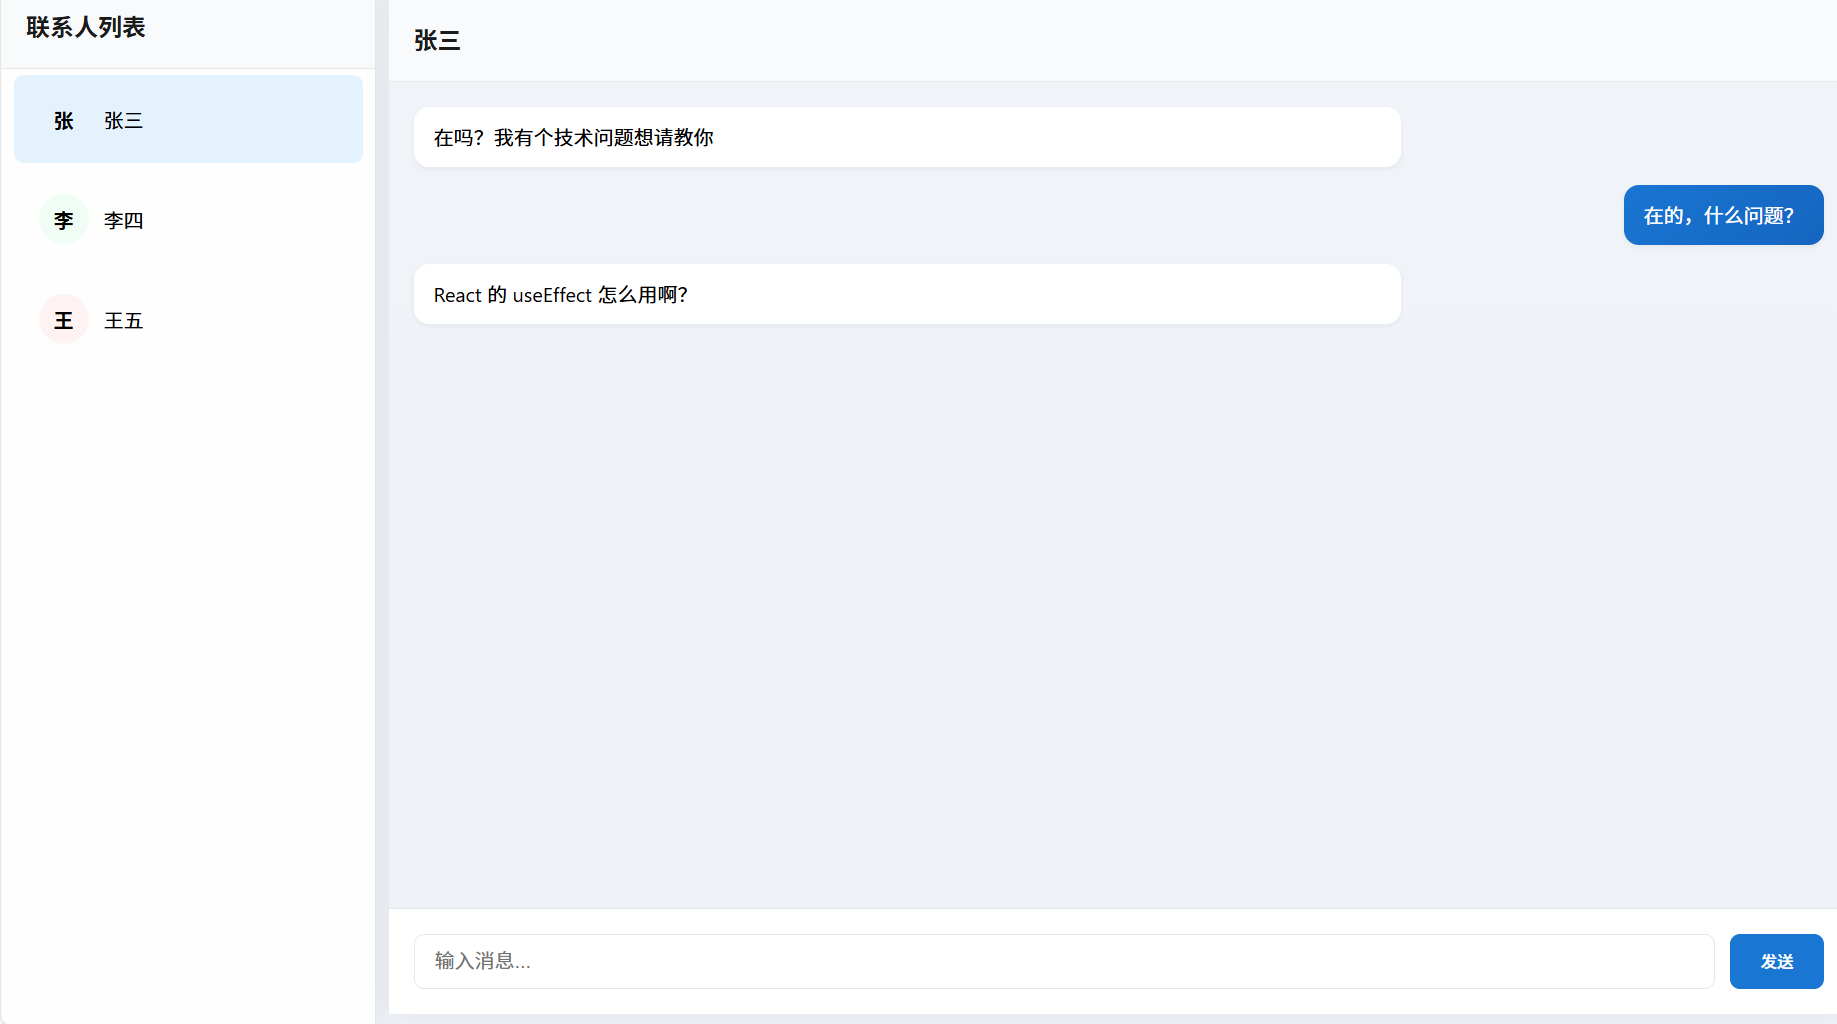 联系人列表
张 张三
李 李四
王 王五
张三
在吗？我有个技术问题想请教你
在的，什么问题？
React 的 useEffect 怎么用啊？
输入消息...
发送